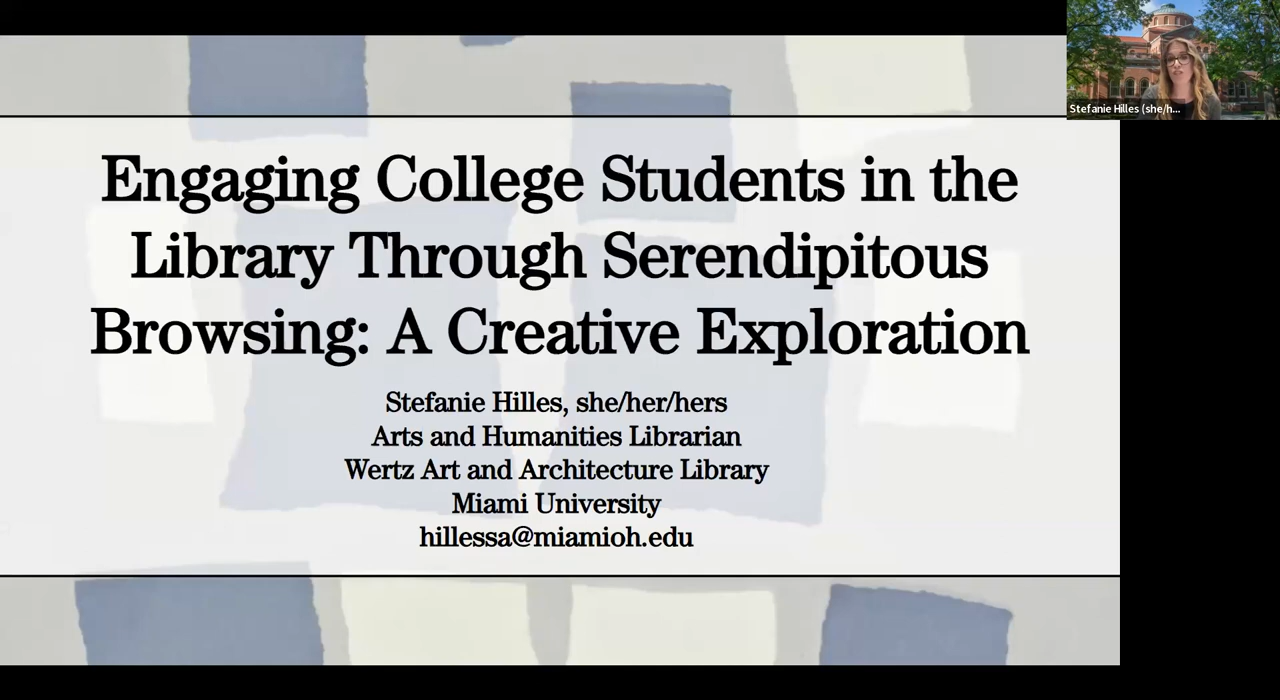 Engaging College Students in the
Library Through Serendipitous
Browsing: A Creative Exploration
Stefanie Hilles, she/her/hers
Arts and Humanities Librarian
Wertz Art and Architecture Library
Miami University
hillessa@miamioh.edu
Stefanie Hilles (she/h...